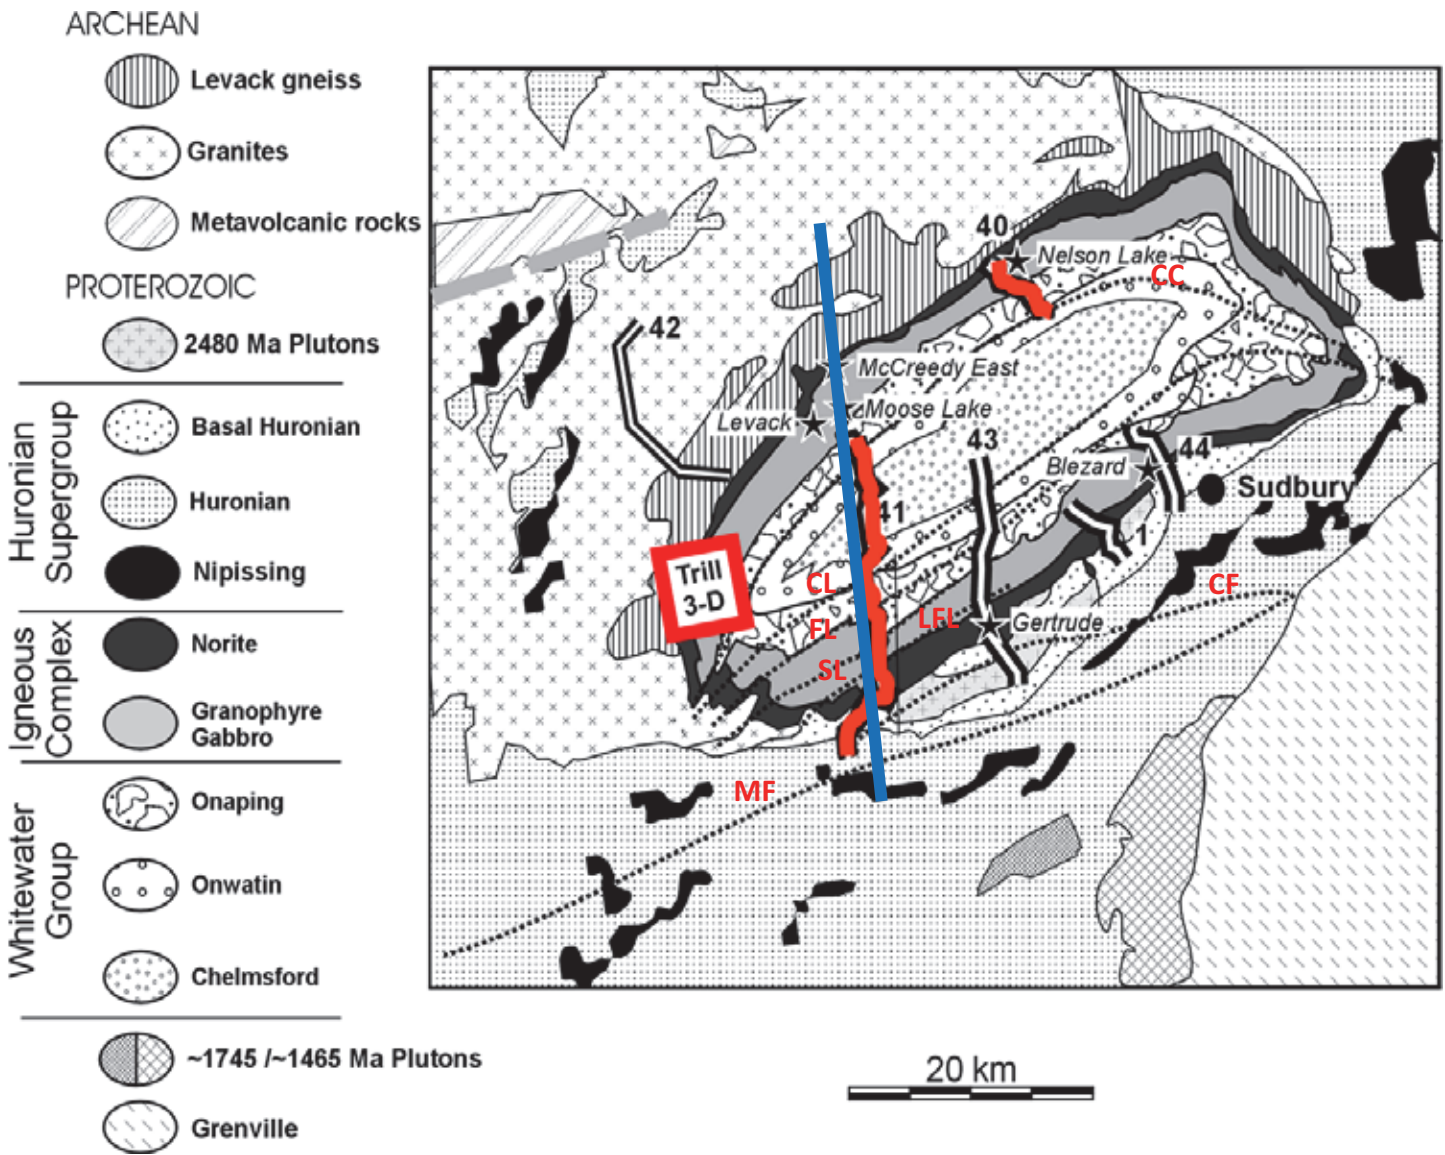 ARCHEAN
Levack gneiss
Granites
Metavolcanic rocks
PROTEROZOIC
2480 Ma Plutons
Huronian
Supergroup
Basal Huronian
Huronian
Nipissing
Igneous
Complex
Norite
Granophyre
Gabbro
Whitewater
Group
Onaping
Onwatin
Chelmsford
~1745 /~1465 Ma Plutons
Grenville
40
Nelson Lake
CC
42
McCreedy East
Moose Lake
Levack
43
44
Blezard
Sudbury
41
1
Trill
3-D
CL
CF
FL
LFL
Gertrude
SL
MF
20 km